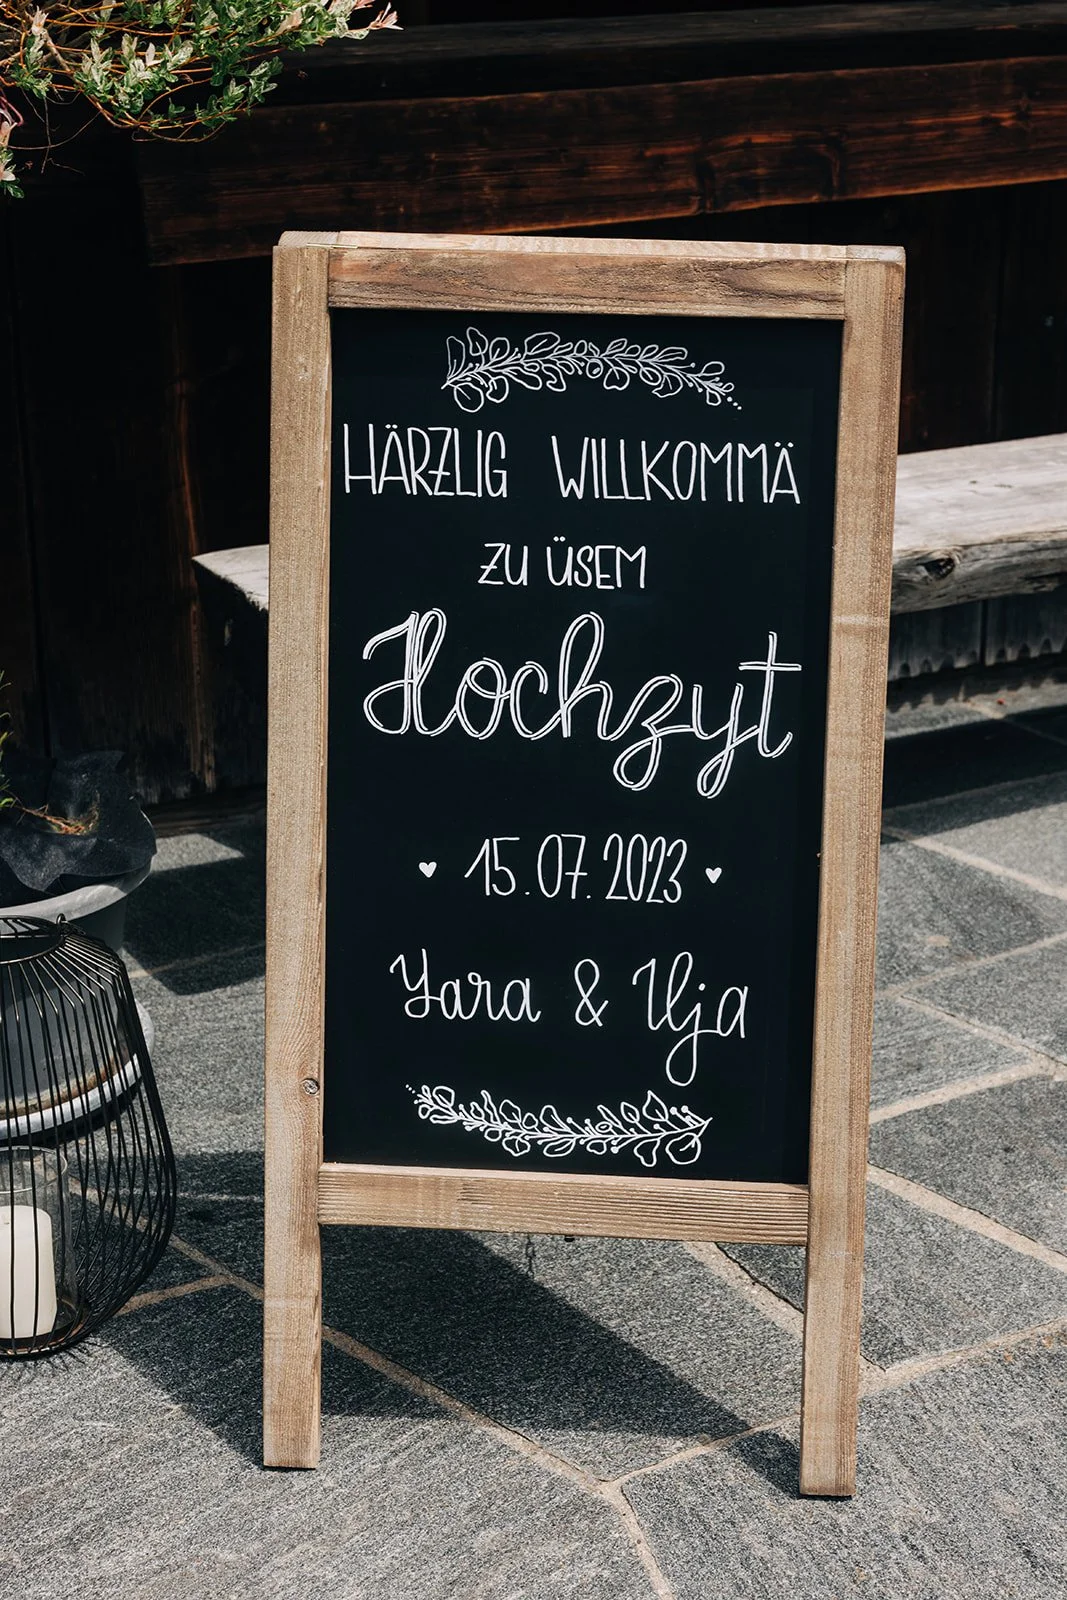 HÄRZLIG WILLKOMMÄ
ZU ÜSEM
Hochzyt
15.07.2023
Yara & Ilja